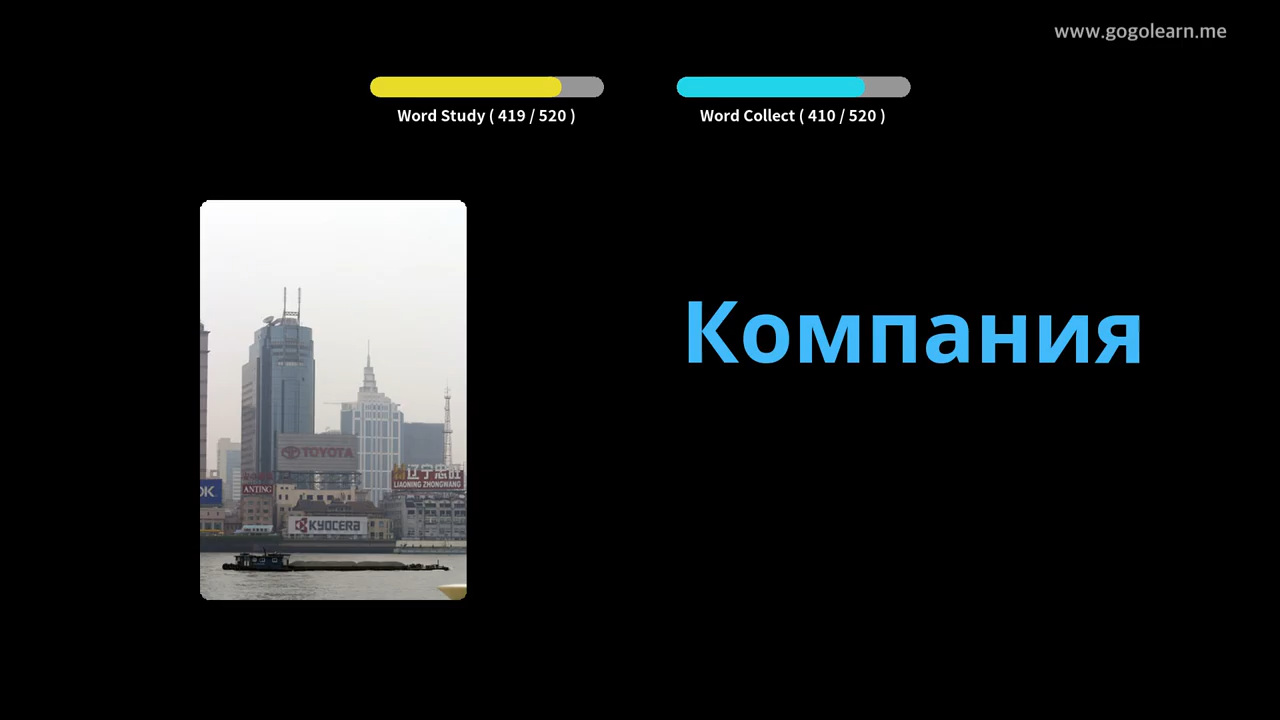 www.gogolearn.me
Word Study ( 419 / 520 )
Word Collect ( 410 / 520 )
Компания
TOYOTA
ANTING
辽宁忠旺
LIAONING ZHONGWANG
KYOCERA